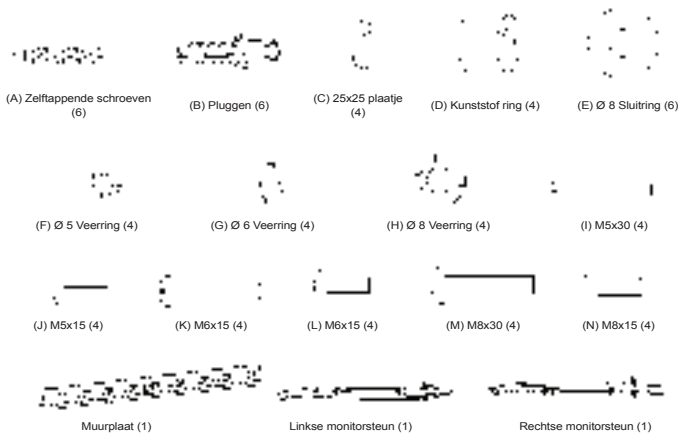 (A) Zelftappende schroeven
(6)
(B) Pluggen (6)
(C) 25x25 plaatje
(4)
(D) Kunststof ring (4)
(E) Ø 8 Sluitring (6)
(F) Ø 5 Veerring (4)
(G) Ø 6 Veerring (4)
(H) Ø 8 Veerring (4)
(I) M5x30 (4)
(J) M5x15 (4)
(K) M6x15 (4)
(L) M6x15 (4)
(M) M8x30 (4)
(N) M8x15 (4)
Muurplaat (1)
Linkse monitorsteun (1)
Rechtse monitorsteun (1)